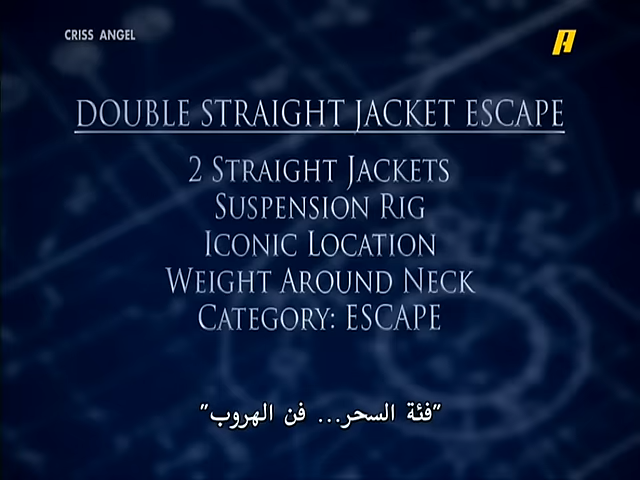 CRISS ANGEL
DOUBLE STRAIGHT JACKET ESCAPE
2 STRAIGHT JACKETS
SUSPENSION RIG
ICONIC LOCATION
WEIGHT AROUND NECK
CATEGORY: ESCAPE
"فئة السحر... فن الهروب"